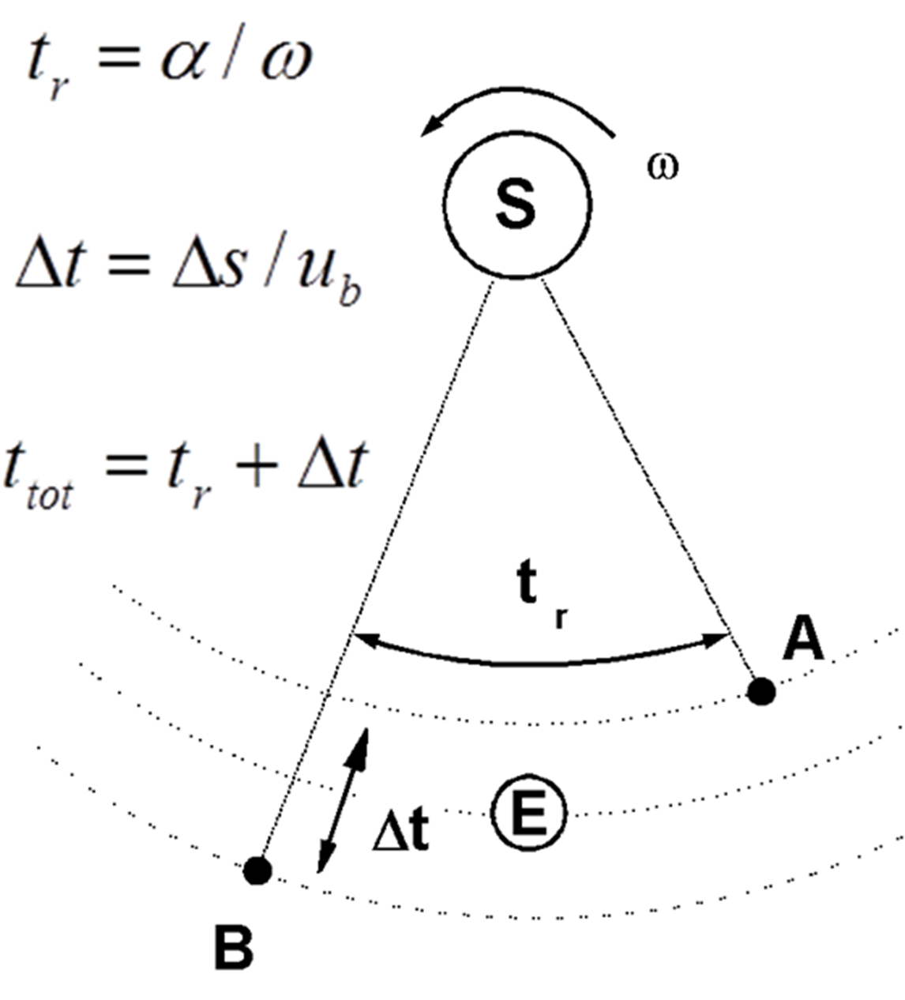 t_r = α / ω
ω
S
Δt = Δs / u_b
t_tot = t_r + Δt
t_r
A
E
Δt
B